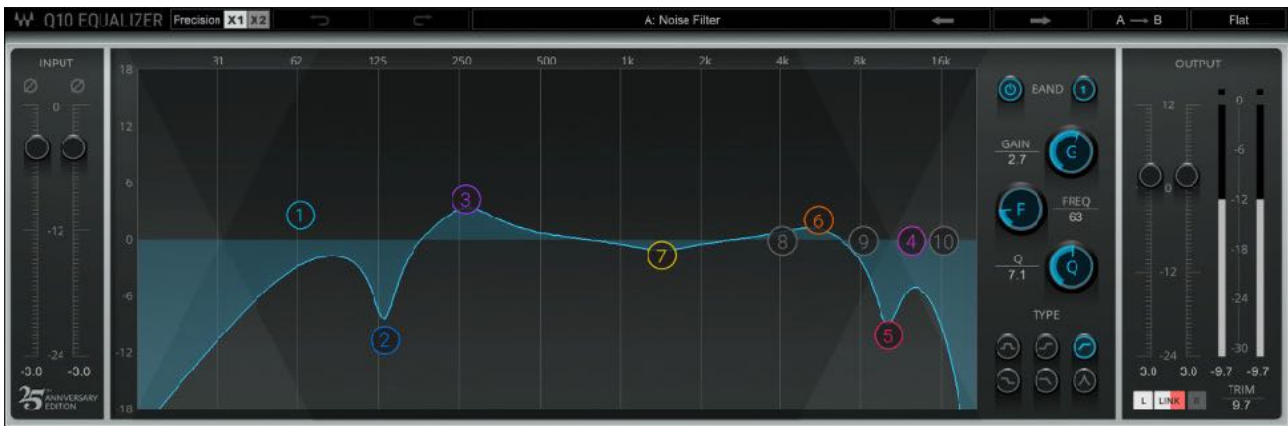 Q10 EQUALIZER Precision X1 X2 A: Noise Filter A → B Flat
INPUT
0
-12
-24
-3.0 -3.0
25TH ANNIVERSARY EDITION
31 62 125 250 500 1k 2k 4k 8k 16k
18
12
6
0
-6
-12
18
1
2
3
4
5
6
7
8
9
10
BAND 1
GAIN
2.7
G
F
FREQ
63
Q
7.1
Q
TYPE
OUTPUT
12
0
-12
-24
3.0 3.0
0
-6
-12
-18
-24
-30
-9.7 -9.7
L LINK R
TRIM
9.7